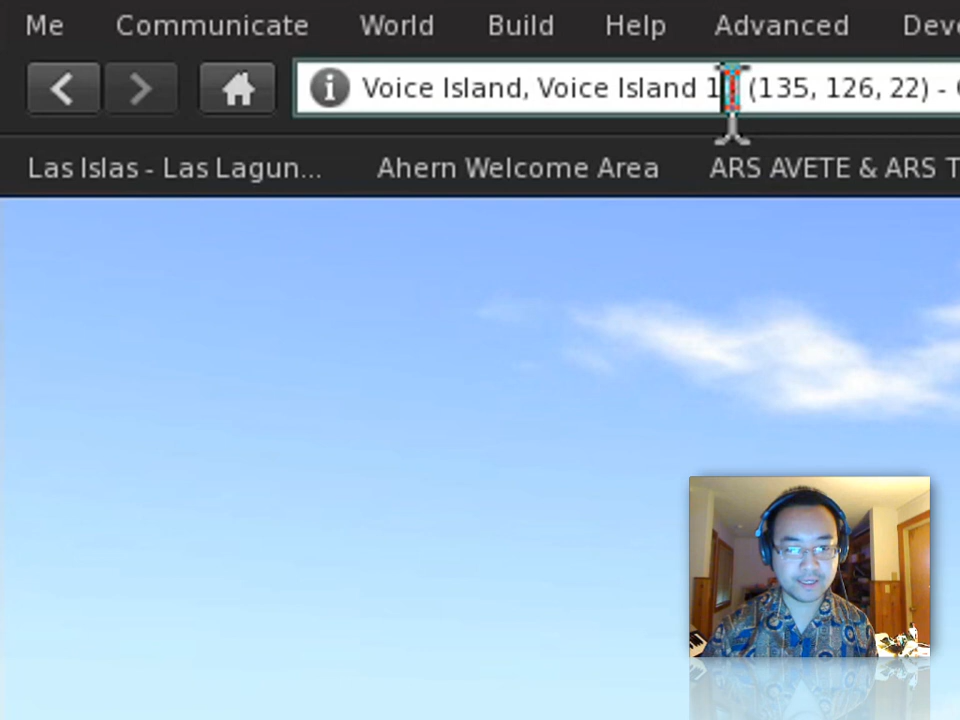 Me Communicate World Build Help Advanced Deve
Voice Island, Voice Island 1 (135, 126, 22) -
Las Islas - Las Lagun... Ahern Welcome Area ARS AVETE & ARS T